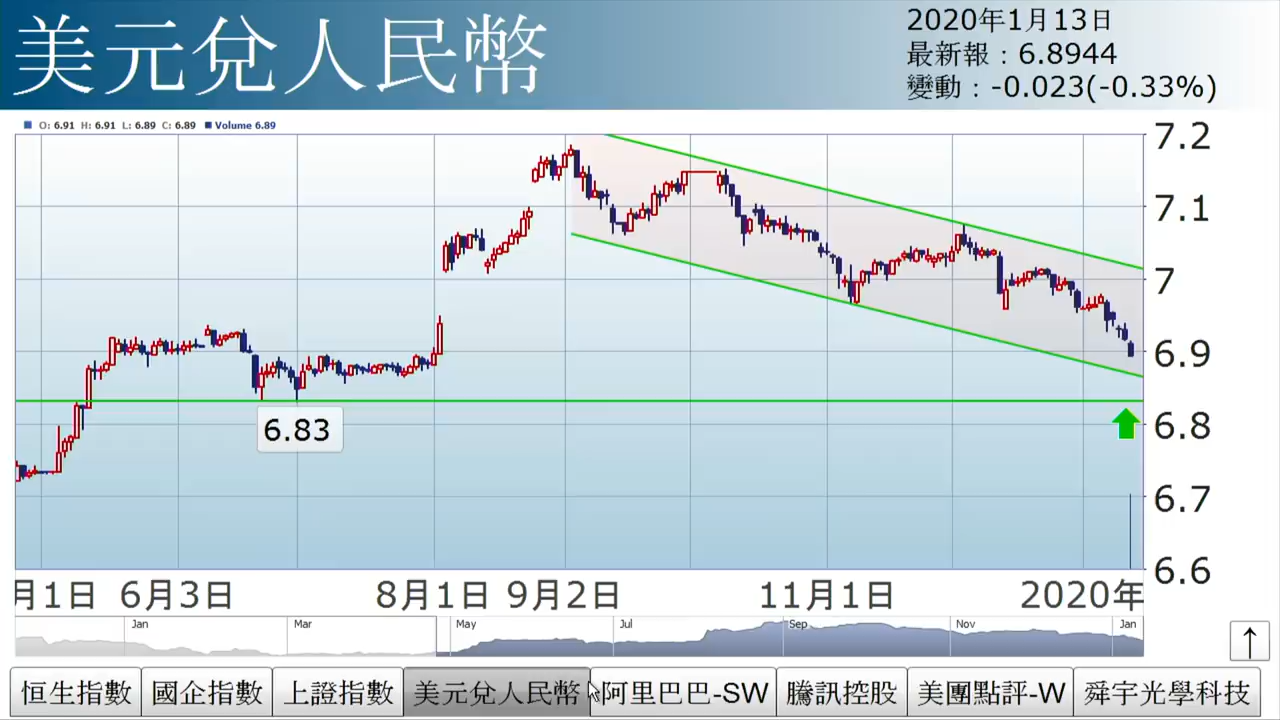 美元兌人民幣
2020年1月13日
最新報：6.8944
變動：-0.023(-0.33%)
O: 6.91 H: 6.91 L: 6.89 C: 6.89 Volume 6.89
7.2
7.1
7
6.9
6.8
6.7
6.6
6.83
月1日 6月3日 8月1日 9月2日 11月1日 2020年
Jan Mar May Jul Sep Nov Jan
↑
恒生指數 國企指數 上證指數 美元兌人民幣 阿里巴巴-SW 騰訊控股 美團點評-W 舜宇光學科技